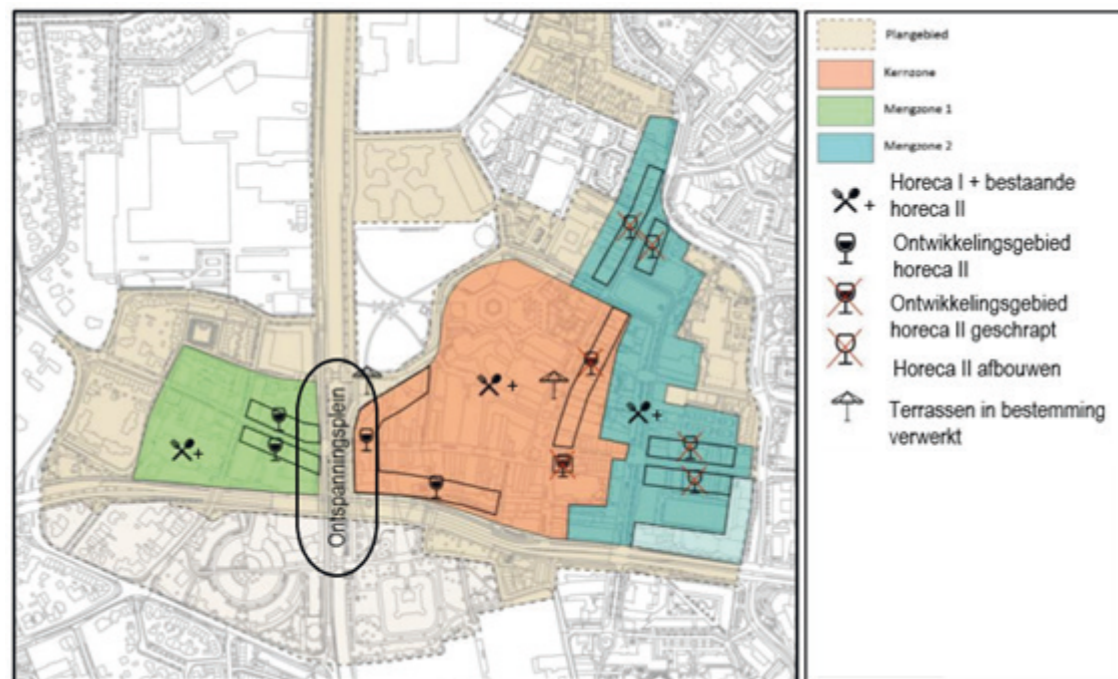 Ontspanningsplein
Plangebied
Kernzone
Mengzone 1
Mengzone 2
Horeca I + bestaande
horeca II
Ontwikkelingsgebied
horeca II
Ontwikkelingsgebied
horeca II geschrapt
Horeca II afbouwen
Terrassen in bestemming
verwerkt